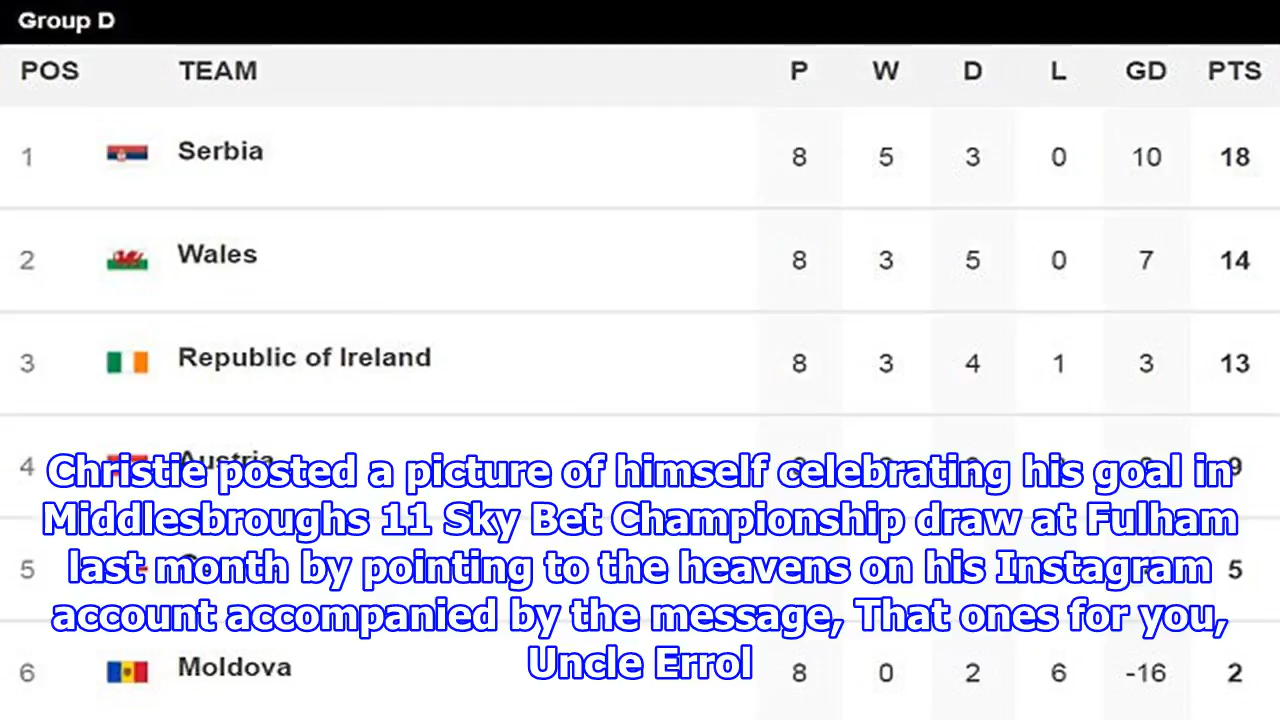 Group D
POS TEAM P W D L GD PTS
1 Serbia 8 5 3 0 10 18
2 Wales 8 3 5 0 7 14
3 Republic of Ireland 8 3 4 1 3 13
4 Austria 9
Christie posted a picture of himself celebrating his goal in
Middlesbroughs 11 Sky Bet Championship draw at Fulham
5 5
last month by pointing to the heavens on his Instagram
account accompanied by the message, That ones for you,
Uncle Errol
6 Moldova 8 0 2 6 -16 2